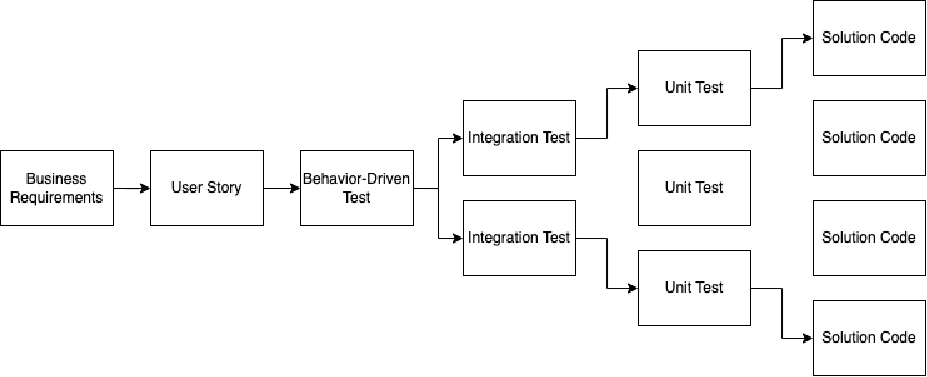 Business
Requirements
User Story
Behavior-Driven
Test
Integration Test
Integration Test
Unit Test
Unit Test
Unit Test
Solution Code
Solution Code
Solution Code
Solution Code